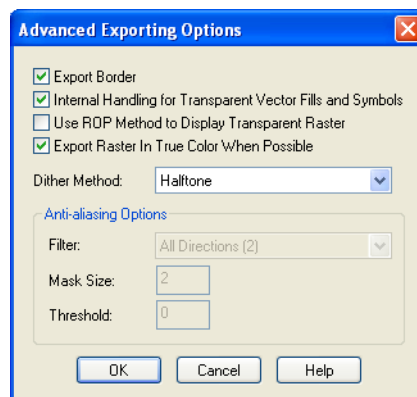 Advanced Exporting Options
Export Border
Internal Handling for Transparent Vector Fills and Symbols
Use ROP Method to Display Transparent Raster
Export Raster In True Color When Possible
Dither Method: Halftone
Anti-aliasing Options
Filter: All Directions (2)
Mask Size: 2
Threshold: 0
OK Cancel Help